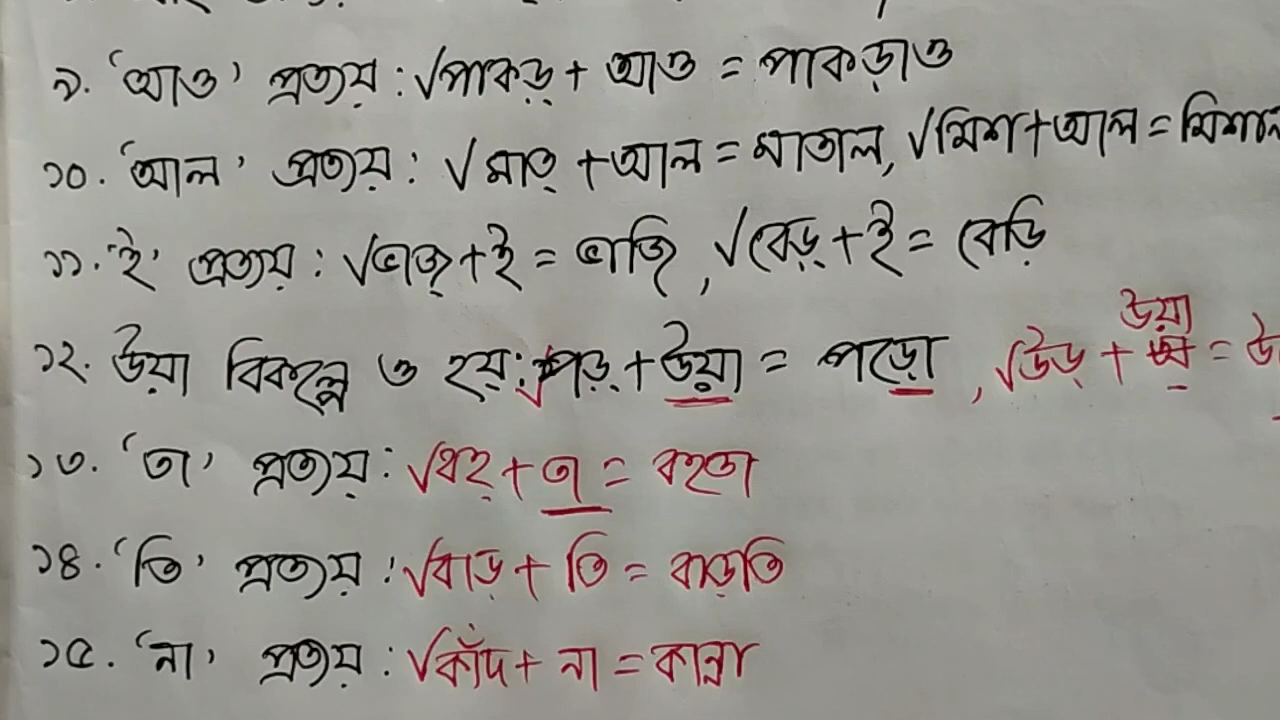 ৯. ‘আও’ প্রত্যয় : √পাকড়্ + আও = পাকড়াও
১০. ‘আল’ প্রত্যয় : √মাত্ + আল = মাতাল, √মিশ + আল = মিশাল
১১. ‘ই’ প্রত্যয় : √ভাজ্ + ই = ভাজি, √বেড়্ + ই = বেড়ি
১২. উয়া বিকল্পে ও হয় : √পড়্ + উয়া = পড়ো, √উড়্ + উয়া = উ
১৩. ‘তা’ প্রত্যয় : √বহ্ + তা = বহতা
১৪. ‘তি’ প্রত্যয় : √বাড়্ + তি = বাড়তি
১৫. ‘না’ প্রত্যয় : √কাঁদ + না = কান্না